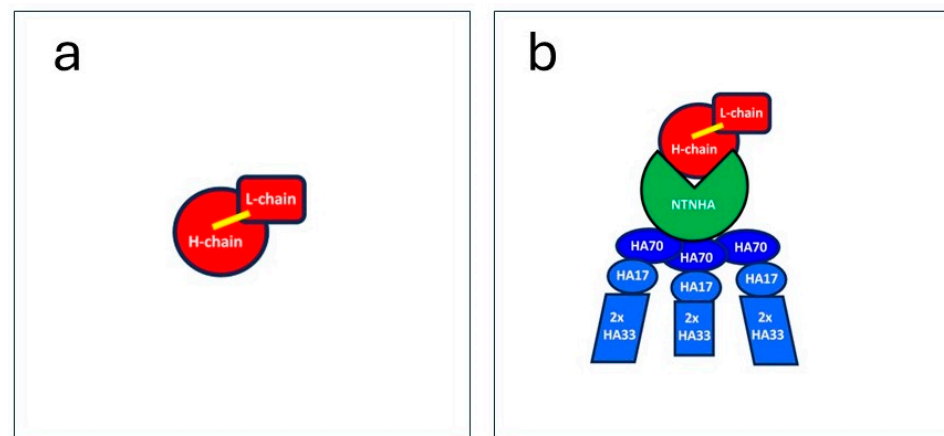 a
L-chain
H-chain
b
L-chain
H-chain
NTNHA
HA70
HA70
HA70
HA17
HA17
HA17
2x
HA33
2x
HA33
2x
HA33